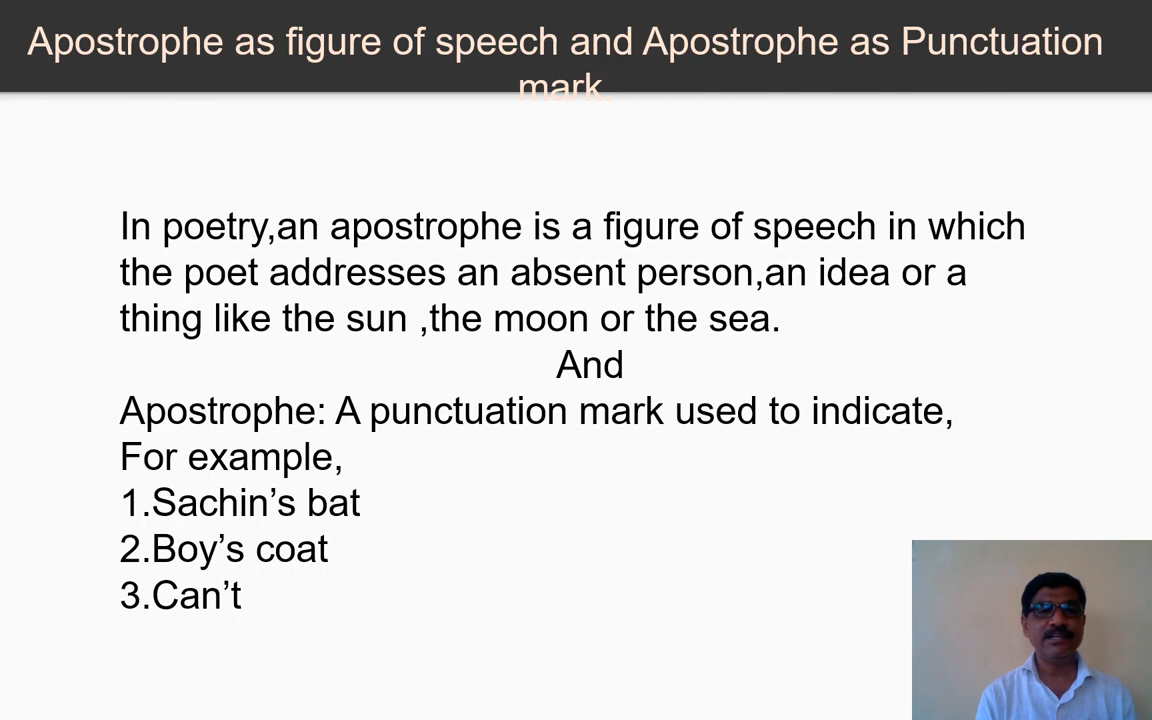 Apostrophe as figure of speech and Apostrophe as Punctuation
mark.
In poetry,an apostrophe is a figure of speech in which
the poet addresses an absent person,an idea or a
thing like the sun ,the moon or the sea.
And
Apostrophe: A punctuation mark used to indicate,
For example,
1.Sachin’s bat
2.Boy’s coat
3.Can’t